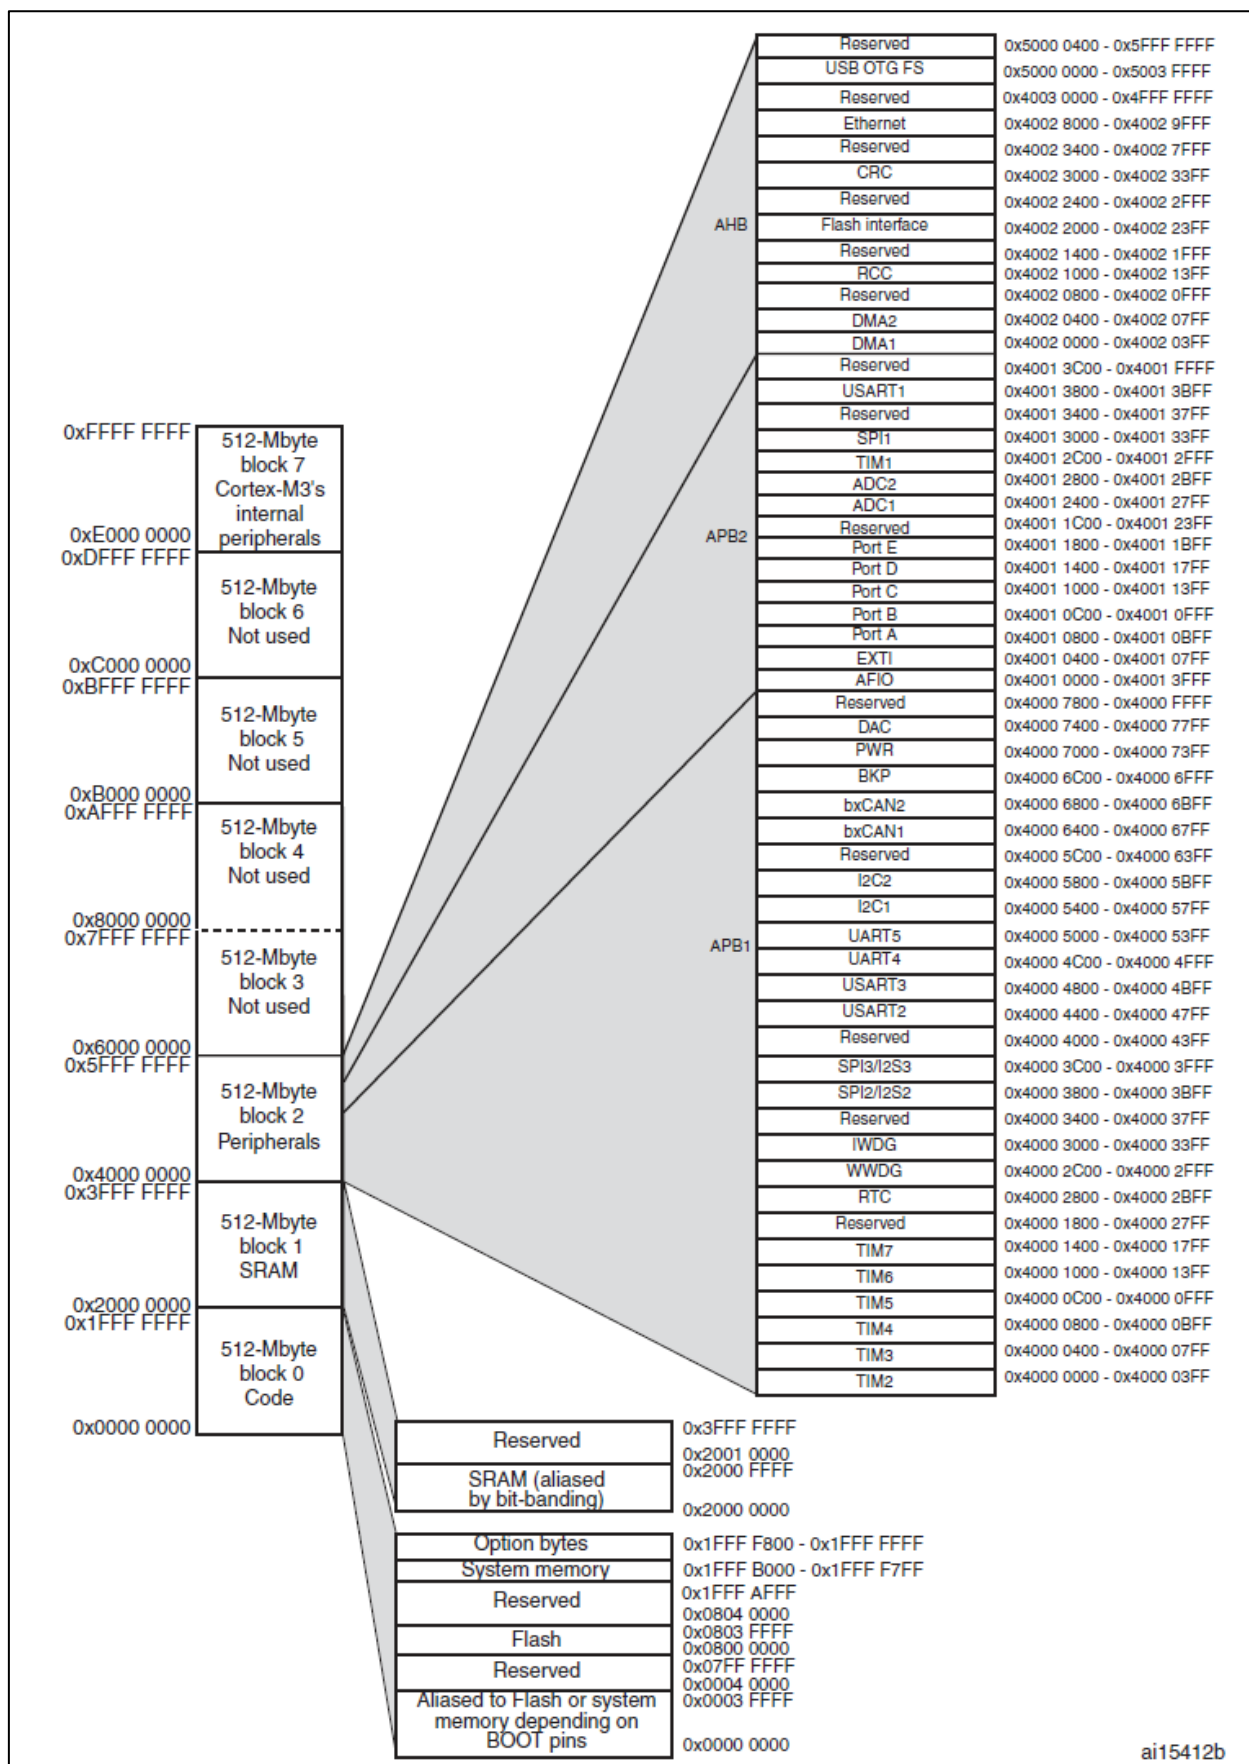 Reserved 0x5000 0400 - 0x5FFF FFFF
USB OTG FS 0x5000 0000 - 0x5003 FFFF
Reserved 0x4003 0000 - 0x4FFF FFFF
Ethernet 0x4002 8000 - 0x4002 9FFF
Reserved 0x4002 3400 - 0x4002 7FFF
CRC 0x4002 3000 - 0x4002 33FF
Reserved 0x4002 2400 - 0x4002 2FFF
AHB Flash interface 0x4002 2000 - 0x4002 23FF
Reserved 0x4002 1400 - 0x4002 1FFF
RCC 0x4002 1000 - 0x4002 13FF
Reserved 0x4002 0800 - 0x4002 0FFF
DMA2 0x4002 0400 - 0x4002 07FF
DMA1 0x4002 0000 - 0x4002 03FF
Reserved 0x4001 3C00 - 0x4001 FFFF
USART1 0x4001 3800 - 0x4001 3BFF
Reserved 0x4001 3400 - 0x4001 37FF
SPI1 0x4001 3000 - 0x4001 33FF
TIM1 0x4001 2C00 - 0x4001 2FFF
ADC2 0x4001 2800 - 0x4001 2BFF
ADC1 0x4001 2400 - 0x4001 27FF
Reserved 0x4001 1C00 - 0x4001 23FF
APB2 Port E 0x4001 1800 - 0x4001 1BFF
Port D 0x4001 1400 - 0x4001 17FF
Port C 0x4001 1000 - 0x4001 13FF
Port B 0x4001 0C00 - 0x4001 0FFF
Port A 0x4001 0800 - 0x4001 0BFF
EXTI 0x4001 0400 - 0x4001 07FF
AFIO 0x4001 0000 - 0x4001 3FFF
Reserved 0x4000 7800 - 0x4000 FFFF
DAC 0x4000 7400 - 0x4000 77FF
PWR 0x4000 7000 - 0x4000 73FF
BKP 0x4000 6C00 - 0x4000 6FFF
bxCAN2 0x4000 6800 - 0x4000 6BFF
bxCAN1 0x4000 6400 - 0x4000 67FF
Reserved 0x4000 5C00 - 0x4000 63FF
I2C2 0x4000 5800 - 0x4000 5BFF
I2C1 0x4000 5400 - 0x4000 57FF
APB1 UART5 0x4000 5000 - 0x4000 53FF
UART4 0x4000 4C00 - 0x4000 4FFF
USART3 0x4000 4800 - 0x4000 4BFF
USART2 0x4000 4400 - 0x4000 47FF
Reserved 0x4000 4000 - 0x4000 43FF
SPI3/I2S3 0x4000 3C00 - 0x4000 3FFF
SPI2/I2S2 0x4000 3800 - 0x4000 3BFF
Reserved 0x4000 3400 - 0x4000 37FF
IWDG 0x4000 3000 - 0x4000 33FF
WWDG 0x4000 2C00 - 0x4000 2FFF
RTC 0x4000 2800 - 0x4000 2BFF
Reserved 0x4000 1800 - 0x4000 27FF
TIM7 0x4000 1400 - 0x4000 17FF
TIM6 0x4000 1000 - 0x4000 13FF
TIM5 0x4000 0C00 - 0x4000 0FFF
TIM4 0x4000 0800 - 0x4000 0BFF
TIM3 0x4000 0400 - 0x4000 07FF
TIM2 0x4000 0000 - 0x4000 03FF
0xFFFF FFFF
512-Mbyte
block 7
Cortex-M3's
internal
peripherals
0xE000 0000
0xDFFF FFFF
512-Mbyte
block 6
Not used
0xC000 0000
0xBFFF FFFF
512-Mbyte
block 5
Not used
0xB000 0000
0xAFFF FFFF
512-Mbyte
block 4
Not used
0x8000 0000
0x7FFF FFFF
512-Mbyte
block 3
Not used
0x6000 0000
0x5FFF FFFF
512-Mbyte
block 2
Peripherals
0x4000 0000
0x3FFF FFFF
512-Mbyte
block 1
SRAM
0x2000 0000
0x1FFF FFFF
512-Mbyte
block 0
Code
0x0000 0000
0x3FFF FFFF
Reserved
0x2001 0000
0x2000 FFFF
SRAM (aliased
by bit-banding)
0x2000 0000
Option bytes 0x1FFF F800 - 0x1FFF FFFF
System memory 0x1FFF B000 - 0x1FFF F7FF
0x1FFF AFFF
Reserved
0x0804 0000
0x0803 FFFF
Flash
0x0800 0000
0x07FF FFFF
Reserved
0x0004 0000
0x0003 FFFF
Aliased to Flash or system
memory depending on
BOOT pins
0x0000 0000
ai15412b